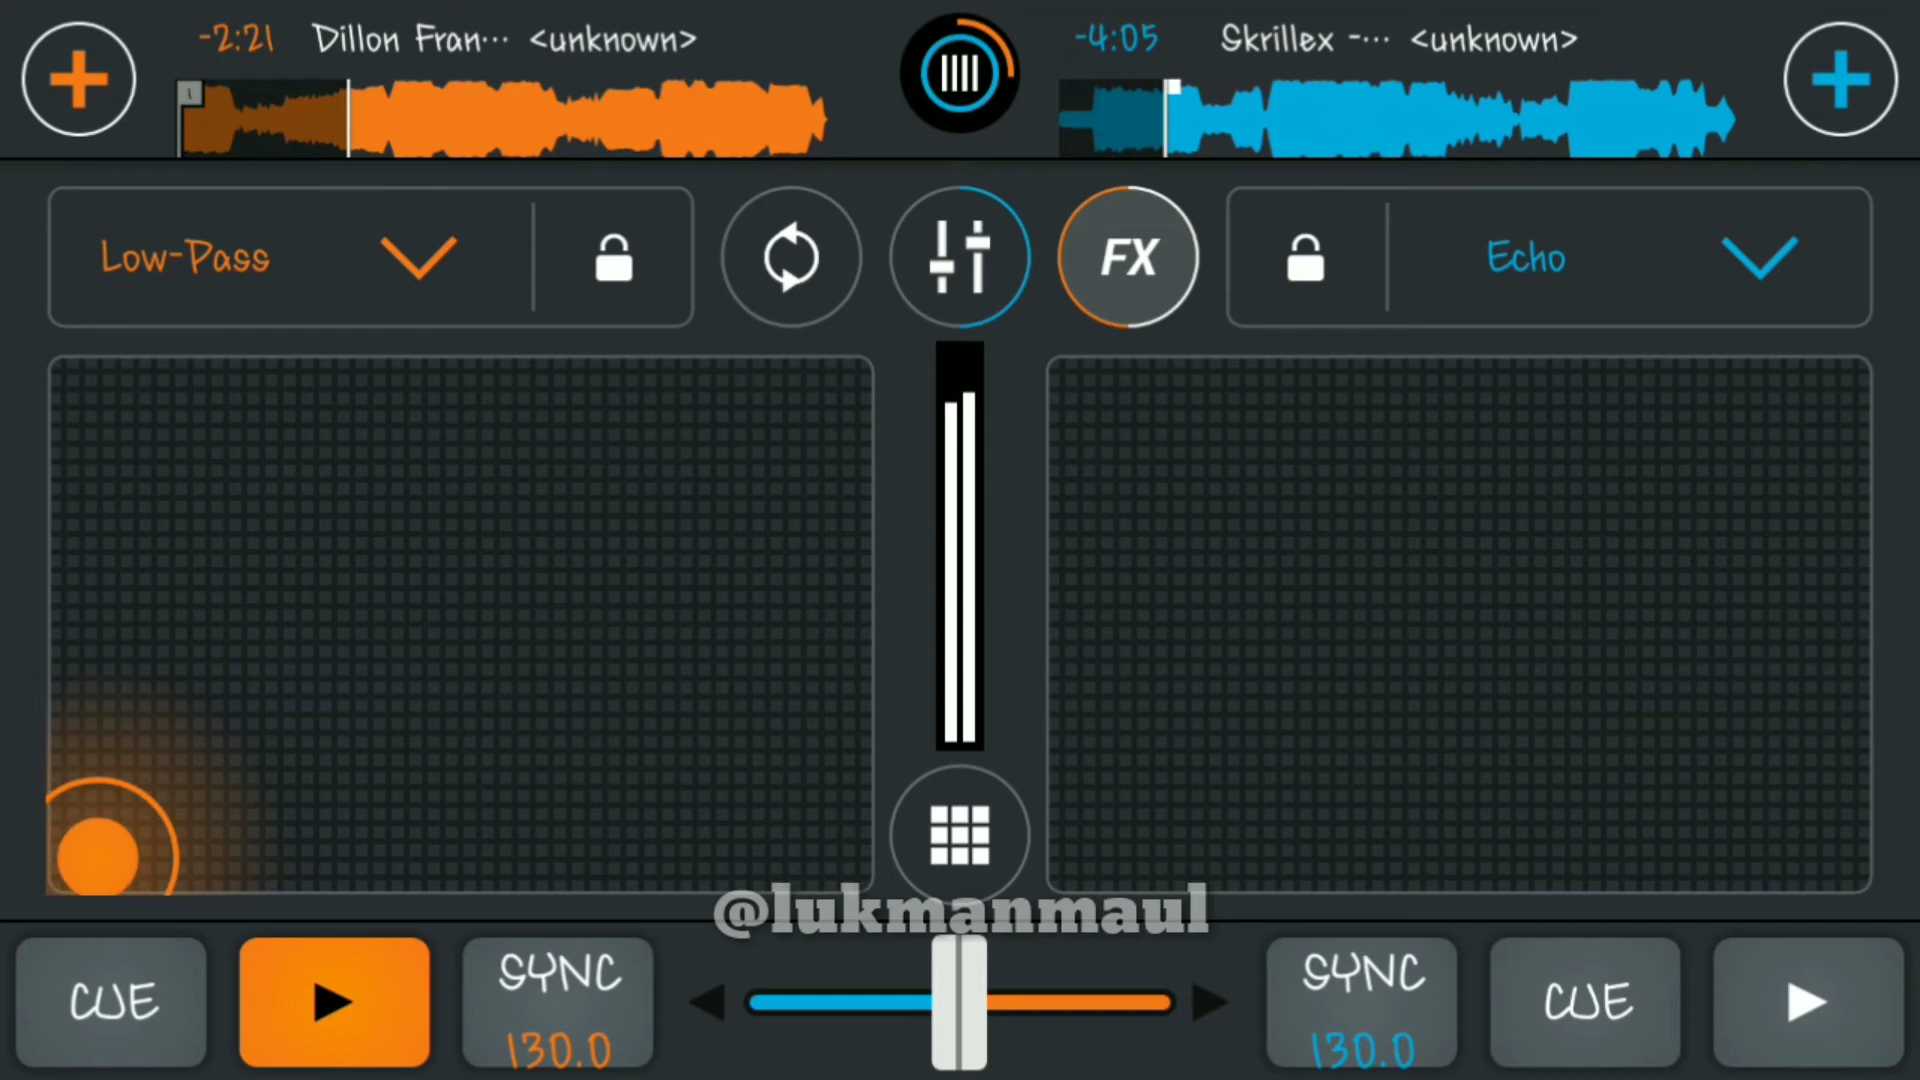 -2:21 Dillon Fran... <unknown>
-4:05 Skrillex -... <unknown>
Low-Pass
FX
Echo
@lukmanmaul
CUE
SYNC
130.0
SYNC
130.0
CUE